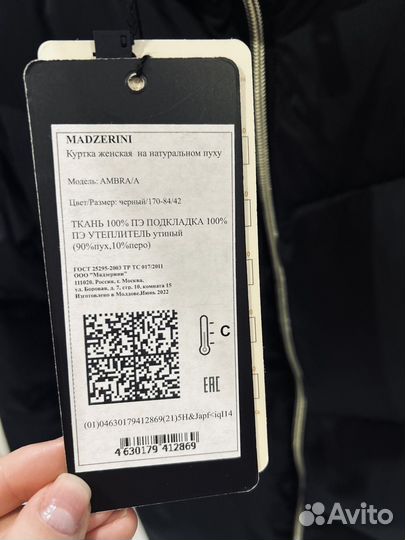 MADZERINI
Куртка женская на натуральном пуху
Модель: AMBRA/A
Цвет/Размер: черный/170-84/42
ТКАНЬ 100% ПЭ ПОДКЛАДКА 100%
ПЭ УТЕПЛИТЕЛЬ утиный
(90%пух,10%перо)
ГОСТ 25295-2003 ТР ТС 017/2011
ООО "Мидзерини"
111020. России, г. Москва.
ул. Боровая, д. 7, стр. 10, комната 15
Изготовлено в Молдове,Июнь 2022
C
EAC
(01)04630179412869(21)5H&Japf<iqI14
4 630179 412869
Avito